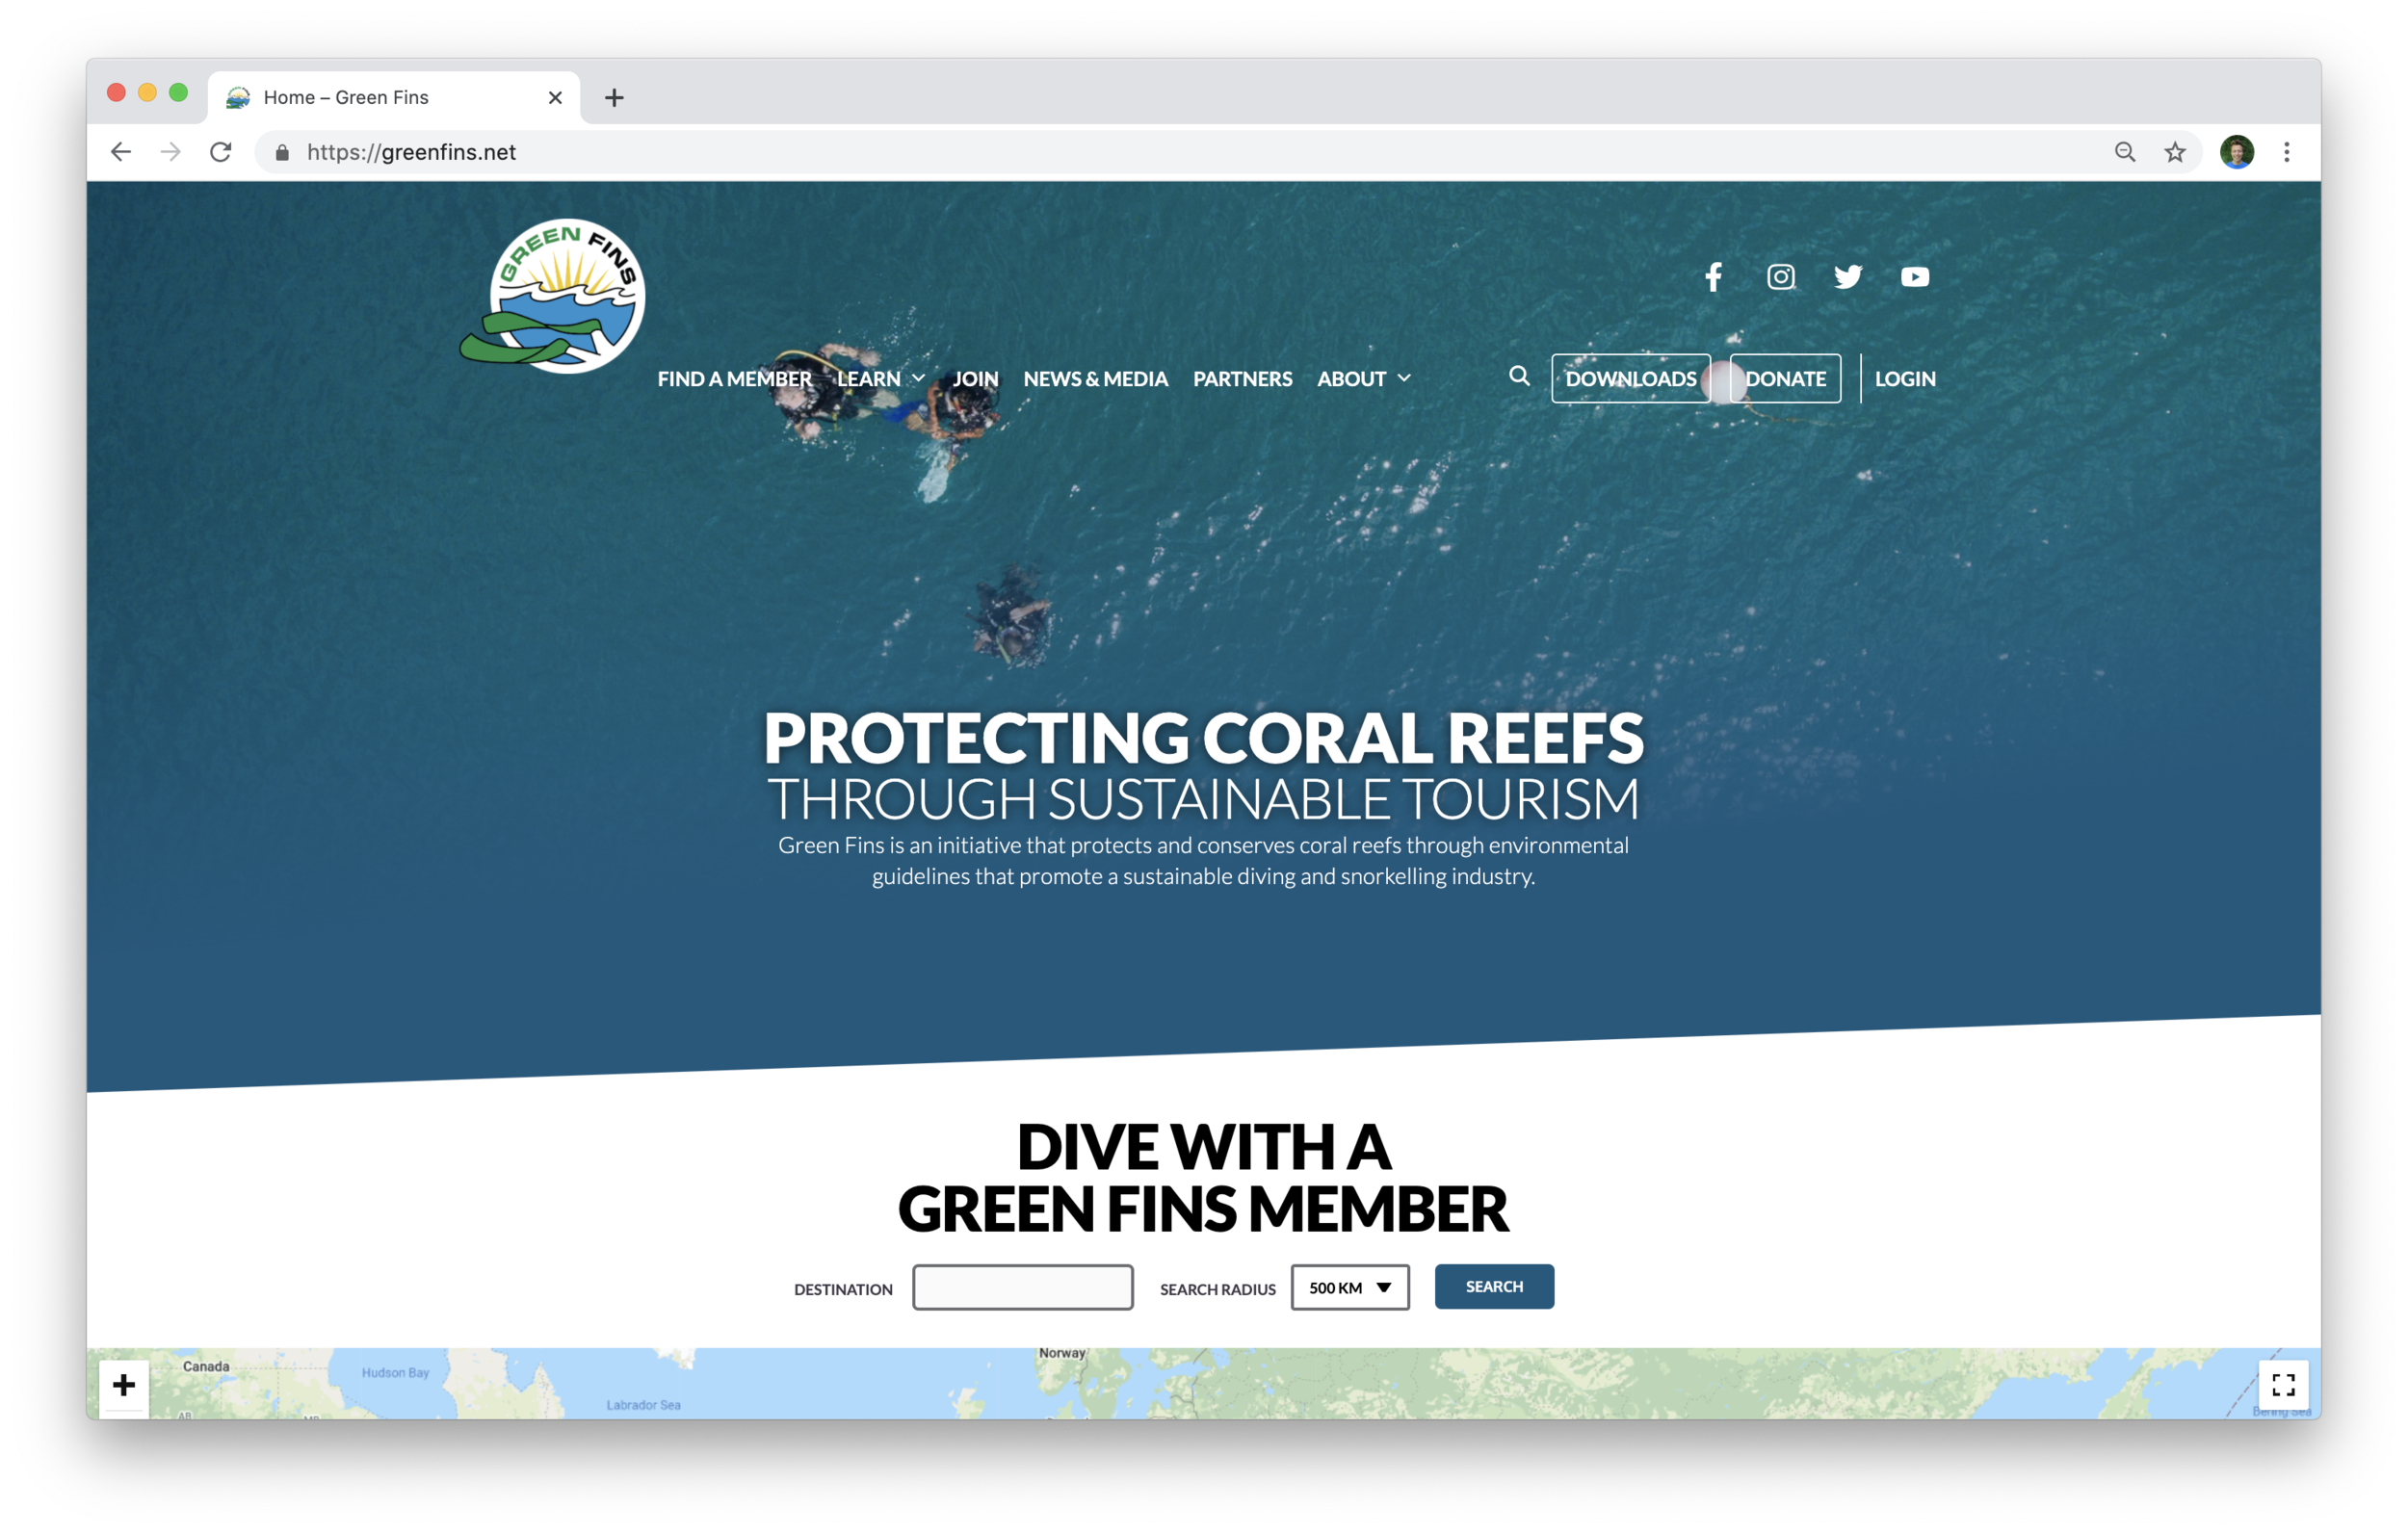 Home – Green Fins
https://greenfins.net
GREEN FINS
FIND A MEMBER LEARN JOIN NEWS & MEDIA PARTNERS ABOUT DOWNLOADS DONATE LOGIN
PROTECTING CORAL REEFS
THROUGH SUSTAINABLE TOURISM
Green Fins is an initiative that protects and conserves coral reefs through environmental
guidelines that promote a sustainable diving and snorkelling industry.
DIVE WITH A
GREEN FINS MEMBER
DESTINATION SEARCH RADIUS 500 KM SEARCH
Canada
Hudson Bay
Labrador Sea
Norway
AB
Bering Sea